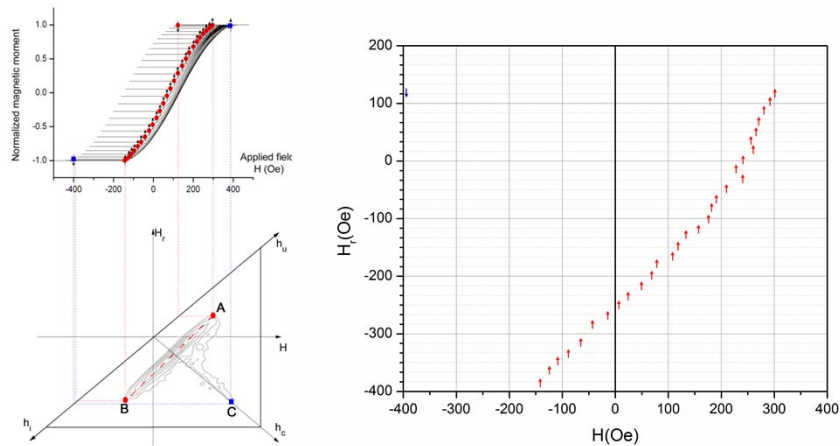 Normalized magnetic moment
1.0
0.5
0.0
-0.5
-1.0
-400 -200 0 200 400
Applied field
H (Oe)
H_r
h_u
A
H
B
C
h_i
h_c
H_r(Oe)
200
100
0
-100
-200
-300
-400
-400 -300 -200 -100 0 100 200 300 400
H(Oe)